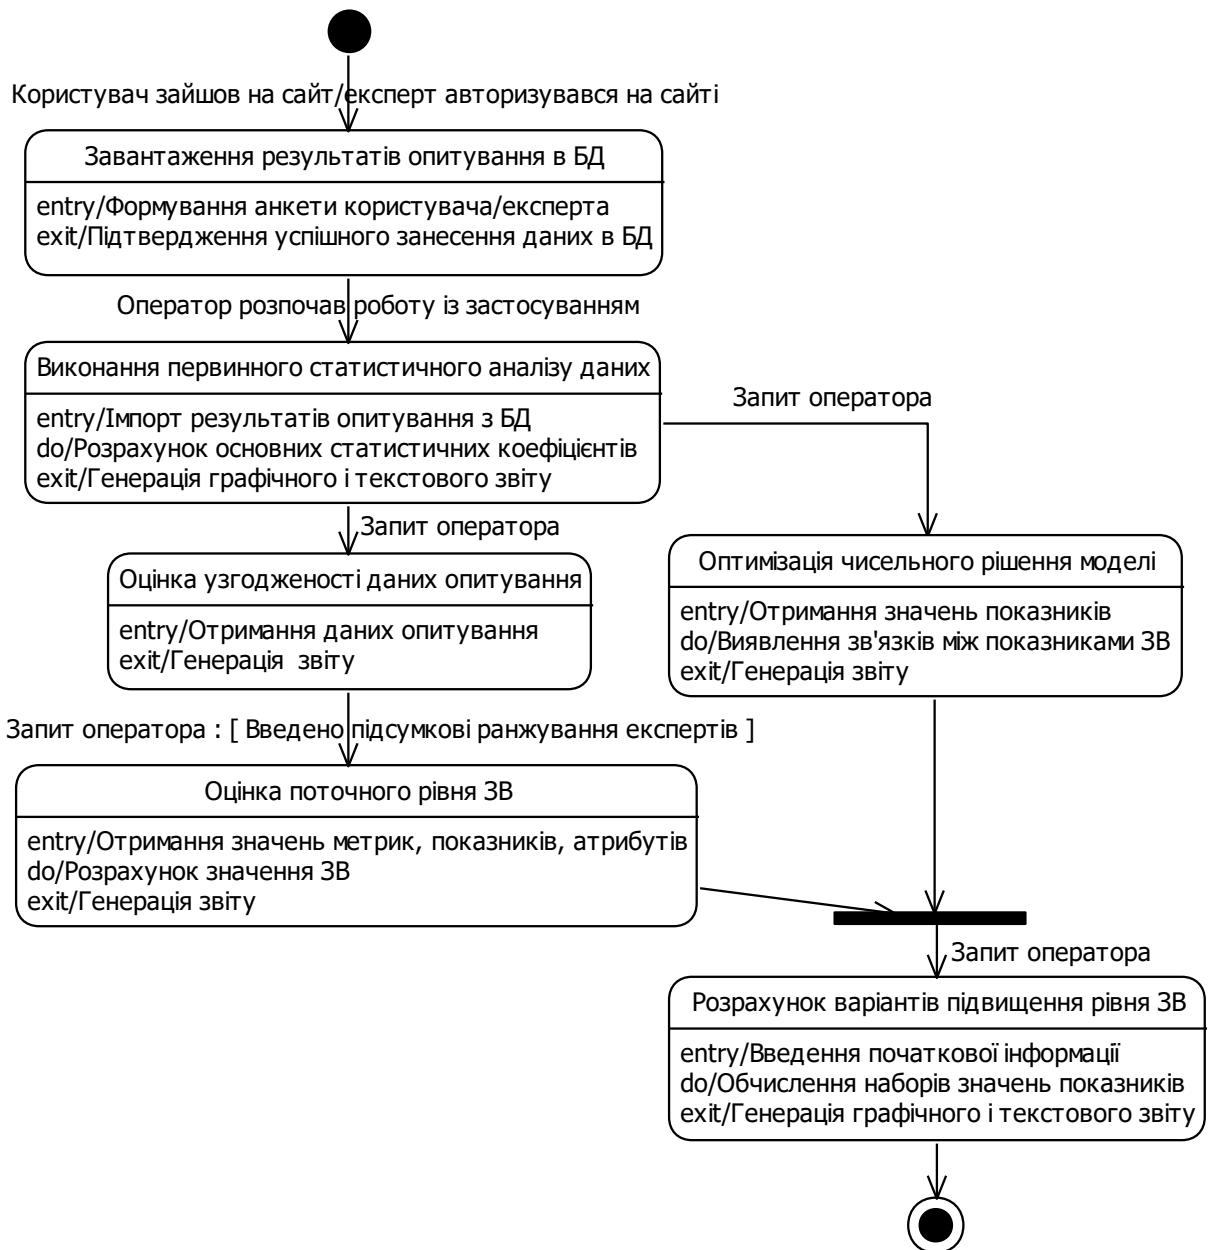 Користувач зайшов на сайт/експерт авторизувався на сайті
Завантаження результатів опитування в БД
entry/Формування анкети користувача/експерта
exit/Підтвердження успішного занесення даних в БД
Оператор розпочав роботу із застосуванням
Виконання первинного статистичного аналізу даних
entry/Імпорт результатів опитування з БД
do/Розрахунок основних статистичних коефіцієнтів
exit/Генерація графічного і текстового звіту
Запит оператора
Запит оператора
Оцінка узгодженості даних опитування
entry/Отримання даних опитування
exit/Генерація звіту
Оптимізація чисельного рішення моделі
entry/Отримання значень показників
do/Виявлення зв'язків між показниками ЗВ
exit/Генерація звіту
Запит оператора : [ Введено підсумкові ранжування експертів ]
Оцінка поточного рівня ЗВ
entry/Отримання значень метрик, показників, атрибутів
do/Розрахунок значення ЗВ
exit/Генерація звіту
Запит оператора
Розрахунок варіантів підвищення рівня ЗВ
entry/Введення початкової інформації
do/Обчислення наборів значень показників
exit/Генерація графічного і текстового звіту